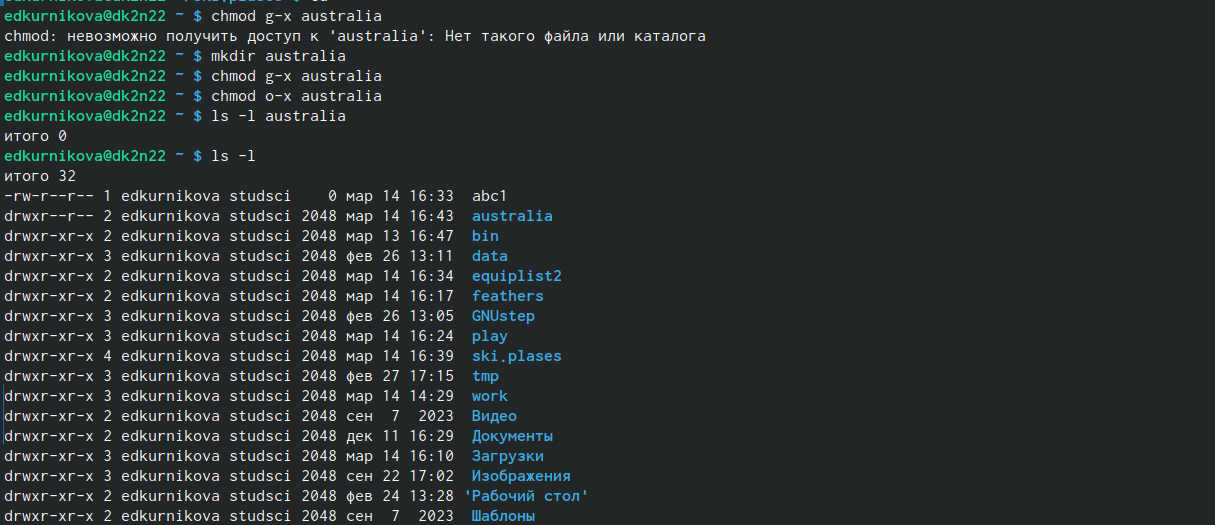 edkurnikova@dk2n22 ~ $ chmod g-x australia
chmod: невозможно получить доступ к 'australia': Нет такого файла или каталога
edkurnikova@dk2n22 ~ $ mkdir australia
edkurnikova@dk2n22 ~ $ chmod g-x australia
edkurnikova@dk2n22 ~ $ chmod o-x australia
edkurnikova@dk2n22 ~ $ ls -l australia
итого 0
edkurnikova@dk2n22 ~ $ ls -l
итого 32
-rw-r--r-- 1 edkurnikova studsci    0 мар 14 16:33  abc1
drwxr--r-- 2 edkurnikova studsci 2048 мар 14 16:43  australia
drwxr-xr-x 2 edkurnikova studsci 2048 мар 13 16:47  bin
drwxr-xr-x 3 edkurnikova studsci 2048 фев 26 13:11  data
drwxr-xr-x 2 edkurnikova studsci 2048 мар 14 16:34  equiplist2
drwxr-xr-x 2 edkurnikova studsci 2048 мар 14 16:17  feathers
drwxr-xr-x 3 edkurnikova studsci 2048 фев 26 13:05  GNUstep
drwxr-xr-x 3 edkurnikova studsci 2048 мар 14 16:24  play
drwxr-xr-x 4 edkurnikova studsci 2048 мар 14 16:39  ski.plases
drwxr-xr-x 3 edkurnikova studsci 2048 фев 27 17:15  tmp
drwxr-xr-x 3 edkurnikova studsci 2048 мар 14 14:29  work
drwxr-xr-x 2 edkurnikova studsci 2048 сен  7  2023  Видео
drwxr-xr-x 2 edkurnikova studsci 2048 дек 11 16:29  Документы
drwxr-xr-x 3 edkurnikova studsci 2048 мар 14 16:10  Загрузки
drwxr-xr-x 3 edkurnikova studsci 2048 сен 22 17:02  Изображения
drwxr-xr-x 2 edkurnikova studsci 2048 фев 24 13:28 'Рабочий стол'
drwxr-xr-x 2 edkurnikova studsci 2048 сен  7  2023  Шаблоны